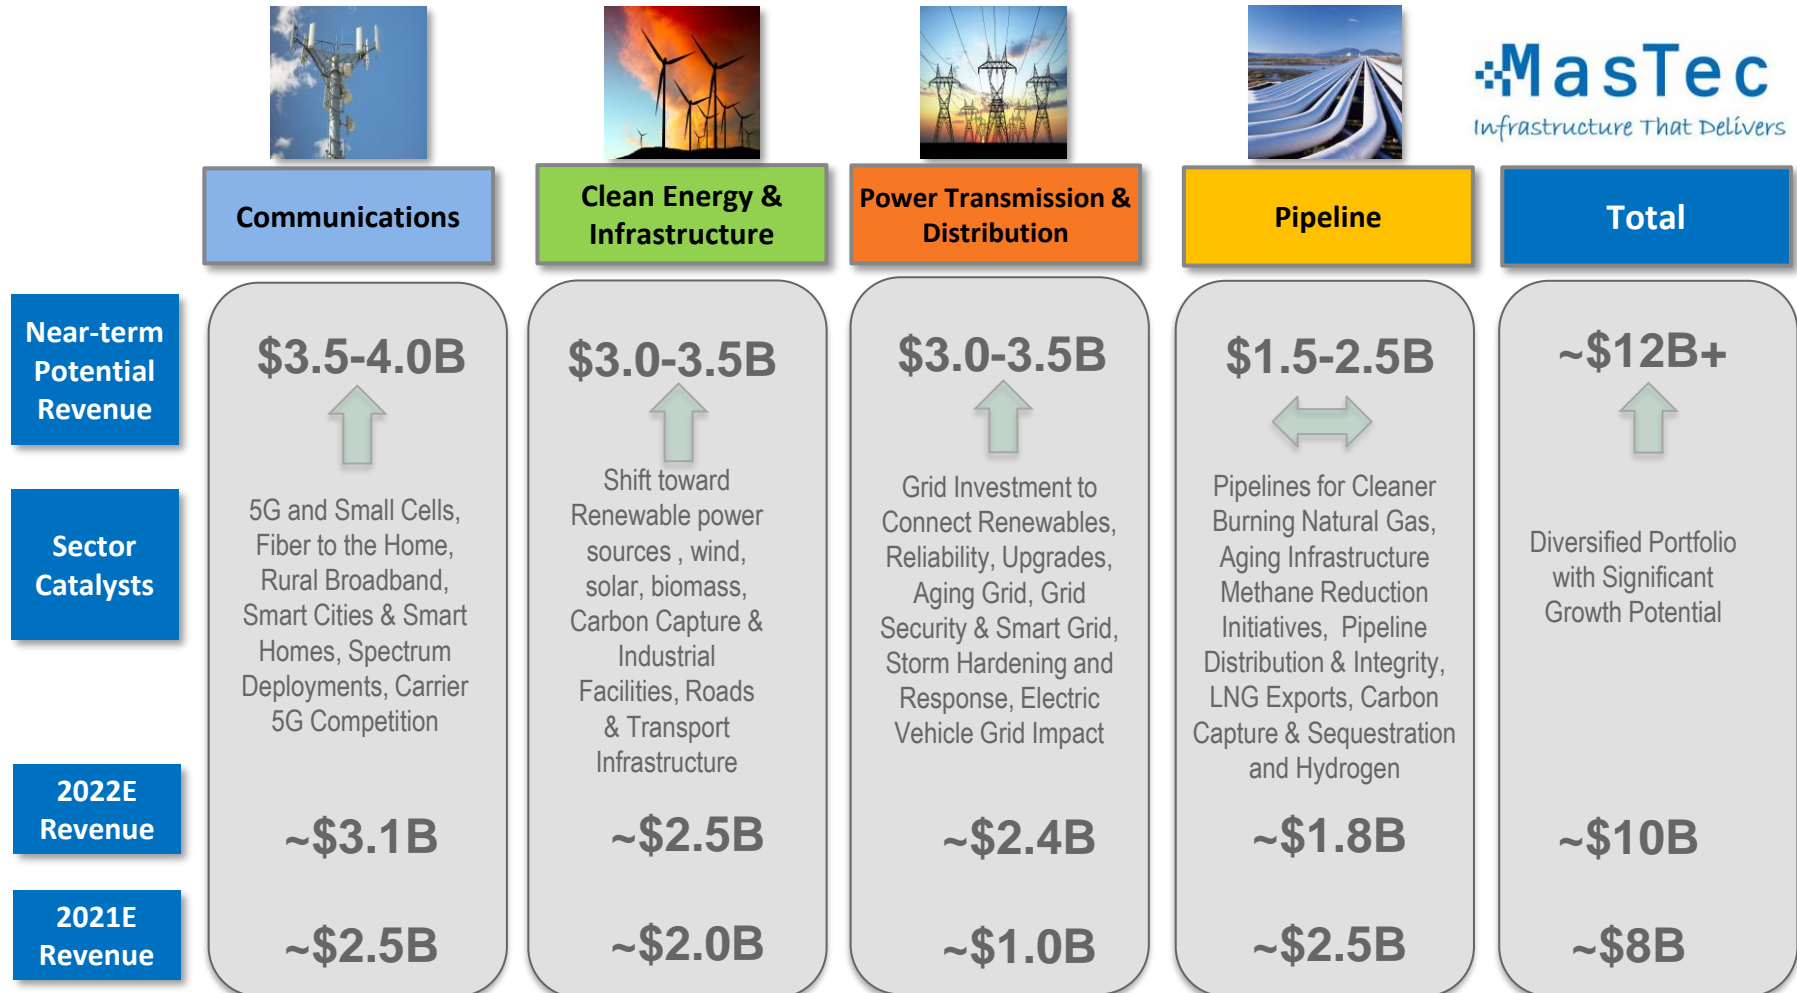 MasTec
Infrastructure That Delivers
Communications
Clean Energy &
Infrastructure
Power Transmission &
Distribution
Pipeline
Total
Near-term
Potential
Revenue
$3.5-4.0B
$3.0-3.5B
$3.0-3.5B
$1.5-2.5B
~$12B+
Sector
Catalysts
5G and Small Cells,
Fiber to the Home,
Rural Broadband,
Smart Cities & Smart
Homes, Spectrum
Deployments, Carrier
5G Competition
Shift toward
Renewable power
sources , wind,
solar, biomass,
Carbon Capture &
Industrial
Facilities, Roads
& Transport
Infrastructure
Grid Investment to
Connect Renewables,
Reliability, Upgrades,
Aging Grid, Grid
Security & Smart Grid,
Storm Hardening and
Response, Electric
Vehicle Grid Impact
Pipelines for Cleaner
Burning Natural Gas,
Aging Infrastructure
Methane Reduction
Initiatives, Pipeline
Distribution & Integrity,
LNG Exports, Carbon
Capture & Sequestration
and Hydrogen
Diversified Portfolio
with Significant
Growth Potential
2022E
Revenue
~$3.1B
~$2.5B
~$2.4B
~$1.8B
~$10B
2021E
Revenue
~$2.5B
~$2.0B
~$1.0B
~$2.5B
~$8B